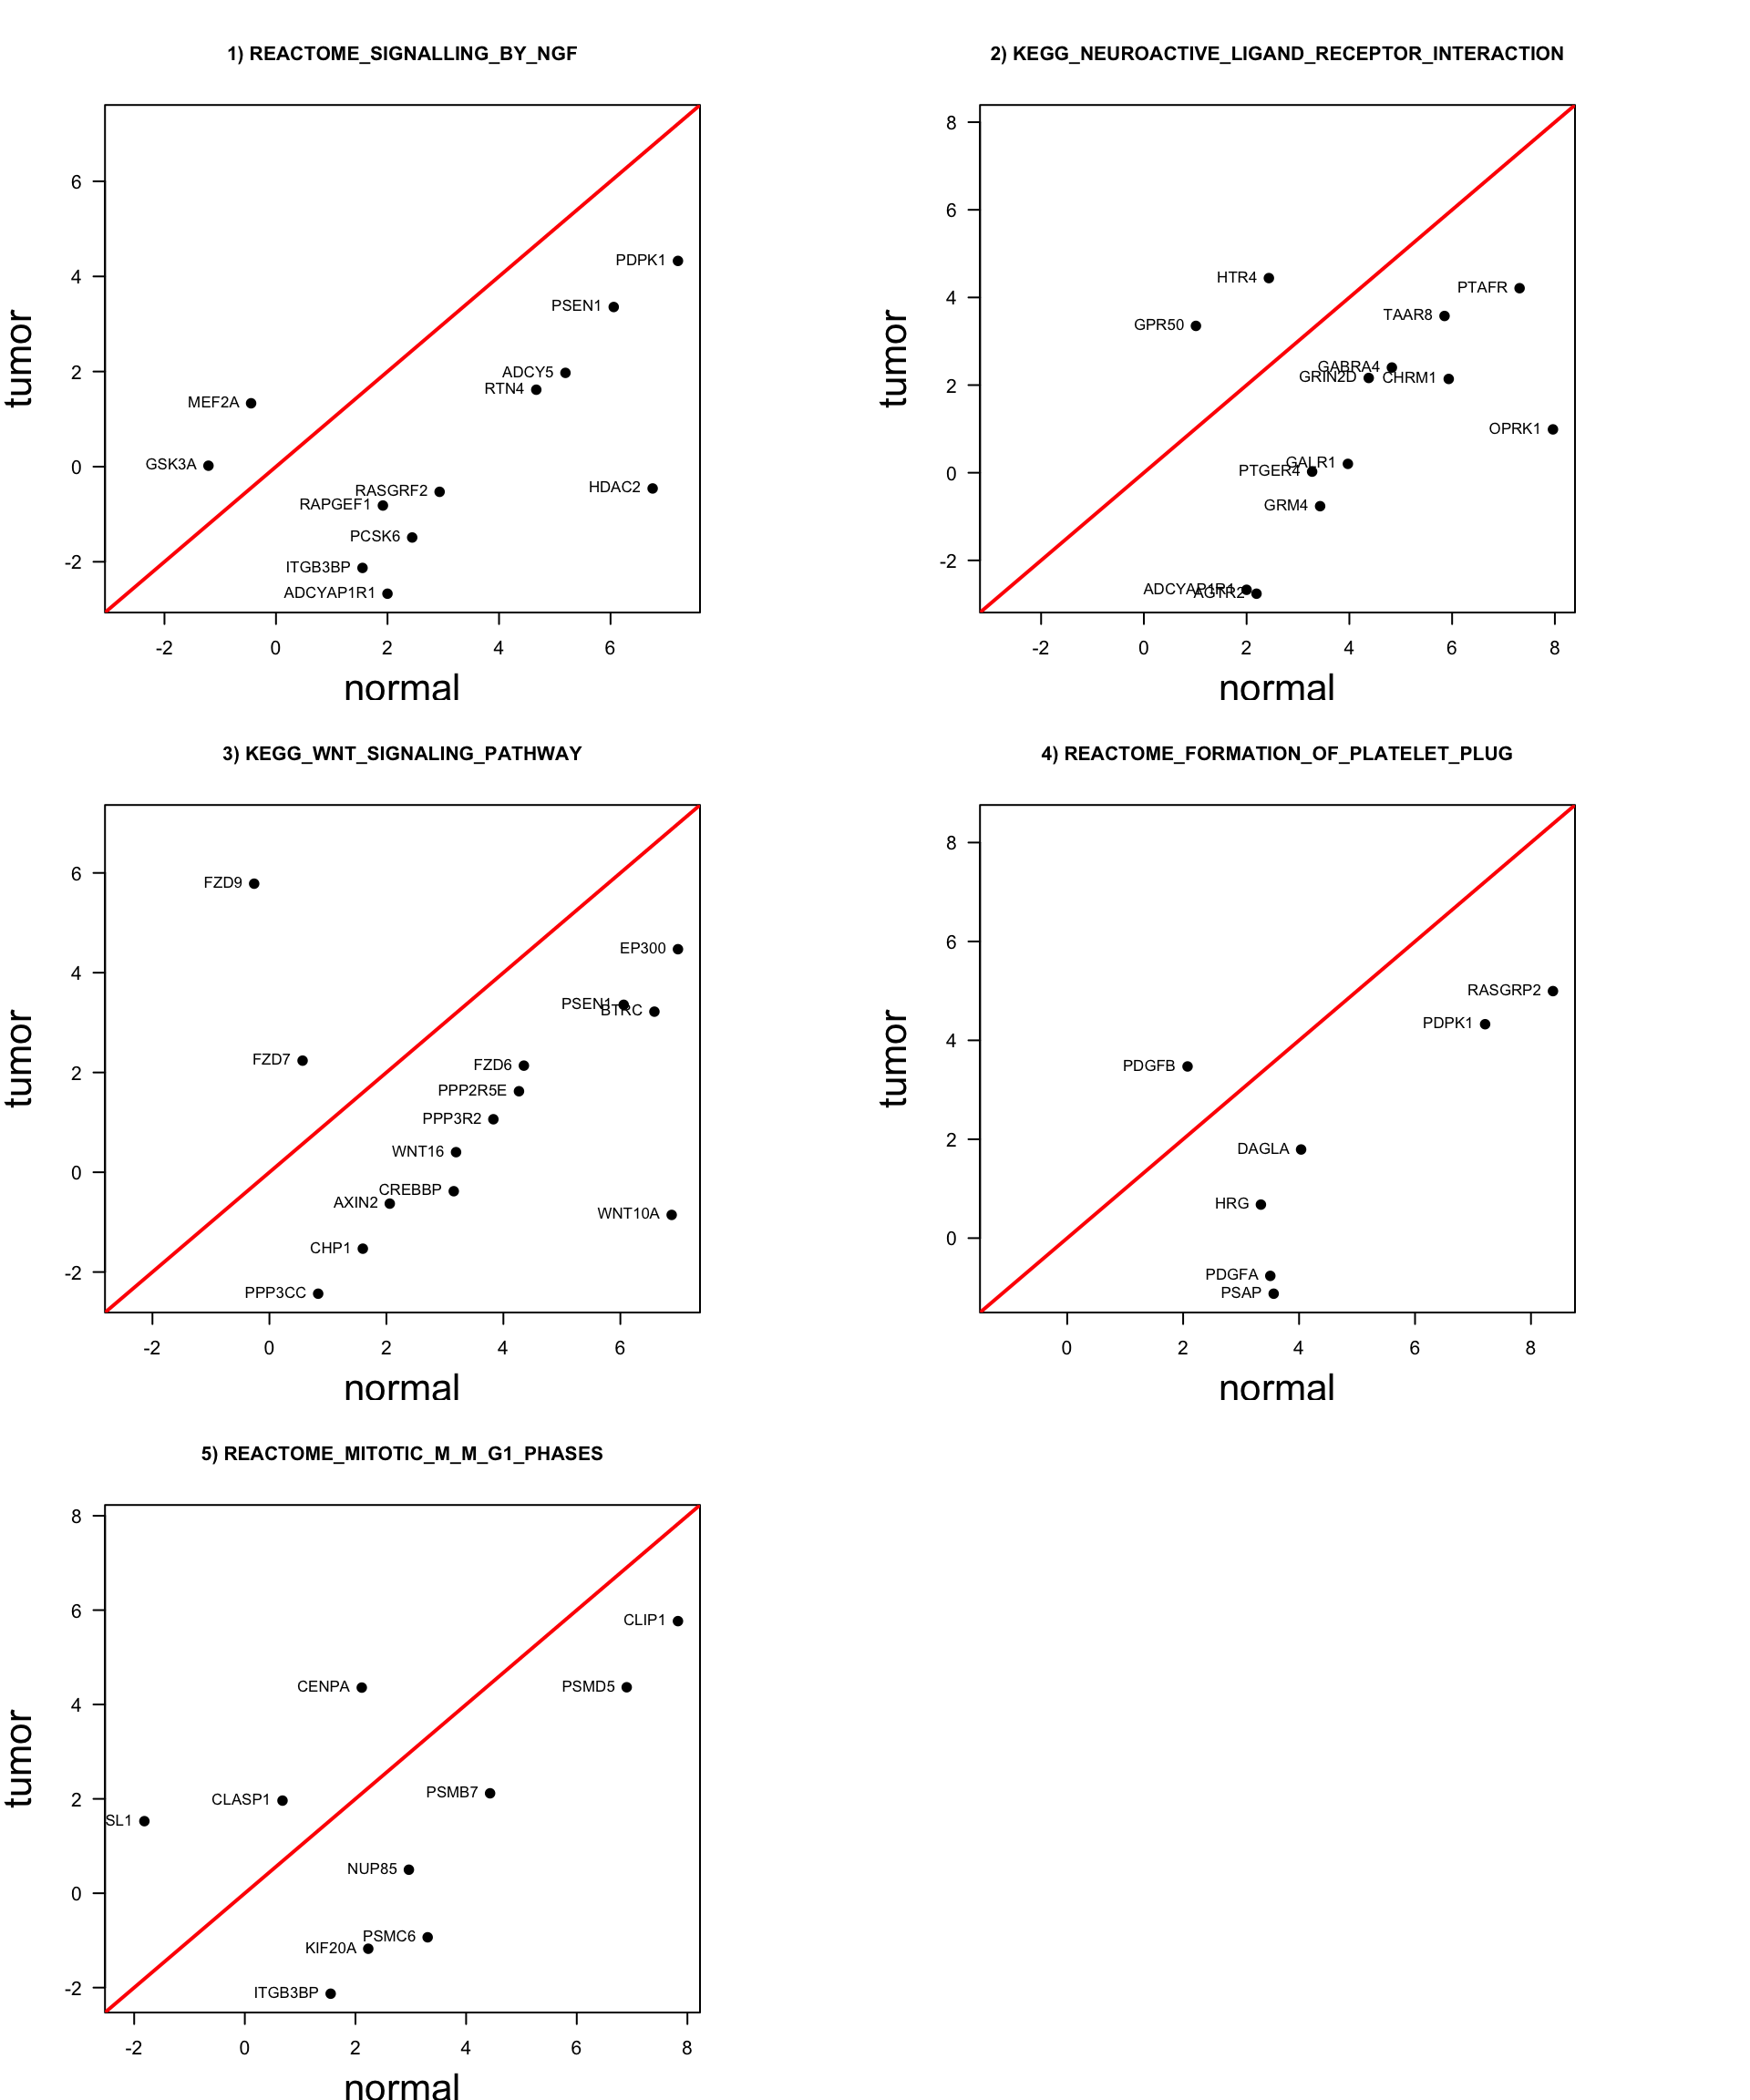 1) REACTOME_SIGNALLING_BY_NGF
tumor
6
4
2
0
-2
PDPK1
PSEN1
ADCY5
RTN4
MEF2A
GSK3A
RASGRF2
HDAC2
RAPGEF1
PCSK6
ITGB3BP
ADCYAP1R1
-2 0 2 4 6
normal
2) KEGG_NEUROACTIVE_LIGAND_RECEPTOR_INTERACTION
tumor
8
6
4
2
0
-2
HTR4
PTAFR
GPR50
TAAR8
GABRA4
GRIN2D
CHRM1
OPRK1
GALR1
PTGER4
GRM4
ADCYAP1R1
AGTR2
-2 0 2 4 6 8
normal
3) KEGG_WNT_SIGNALING_PATHWAY
tumor
6
4
2
0
-2
FZD9
EP300
PSEN1
BTRC
FZD7
FZD6
PPP2R5E
PPP3R2
WNT16
CREBBP
AXIN2
WNT10A
CHP1
PPP3CC
-2 0 2 4 6
normal
4) REACTOME_FORMATION_OF_PLATELET_PLUG
tumor
8
6
4
2
0
RASGRP2
PDPK1
PDGFB
DAGLA
HRG
PDGFA
PSAP
0 2 4 6 8
normal
5) REACTOME_MITOTIC_M_M_G1_PHASES
tumor
8
6
4
2
0
-2
CLIP1
CENPA
PSMD5
PSMB7
CLASP1
SL1
NUP85
PSMC6
KIF20A
ITGB3BP
-2 0 2 4 6 8
normal